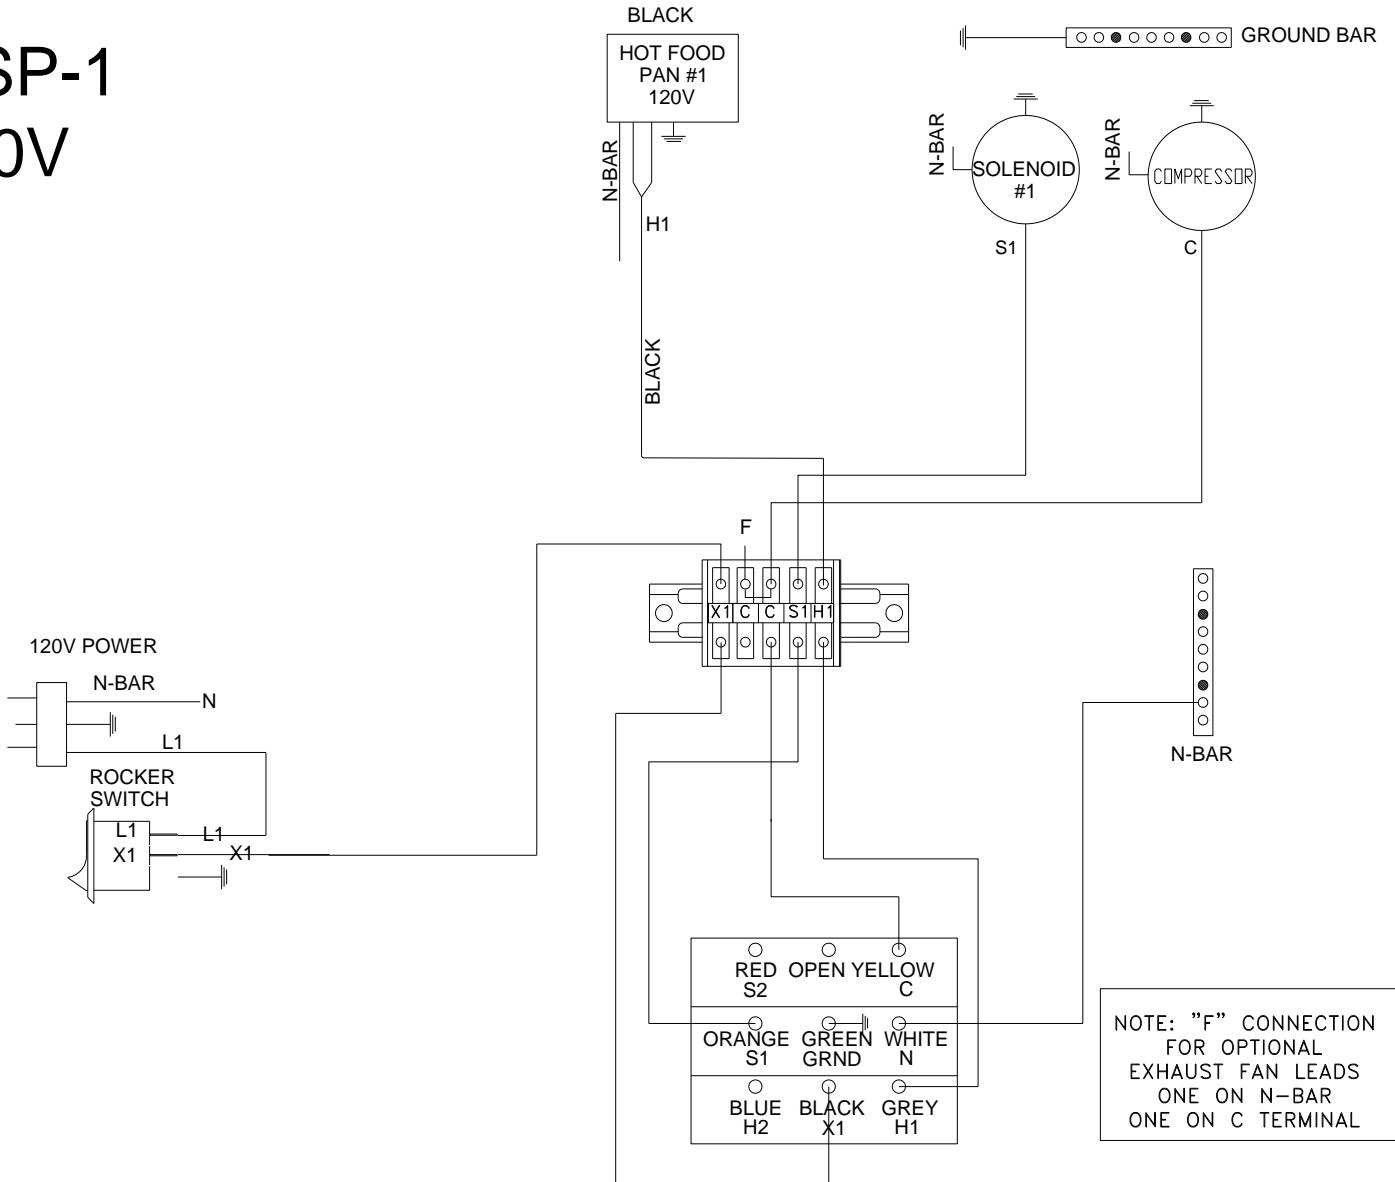 SP-1
0V
BLACK
HOT FOOD
PAN #1
120V
N-BAR
H1
BLACK
GROUND BAR
N-BAR
SOLENOID
#1
S1
N-BAR
COMPRESSOR
C
F
X1 C C S1 H1
120V POWER
N-BAR
N
L1
ROCKER
SWITCH
L1
L1
X1
X1
N-BAR
RED OPEN YELLOW
S2 C
ORANGE GREEN WHITE
S1 GRND N
BLUE BLACK GREY
H2 X1 H1
NOTE: "F" CONNECTION
FOR OPTIONAL
EXHAUST FAN LEADS
ONE ON N-BAR
ONE ON C TERMINAL